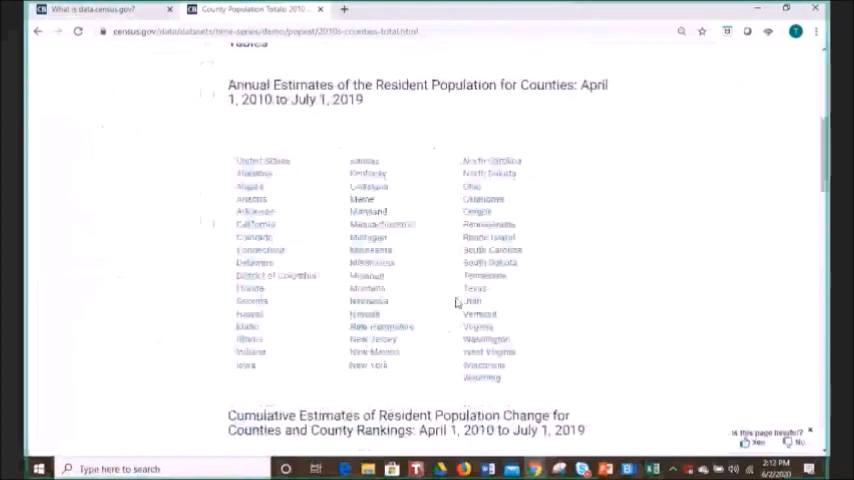 What is data.census.gov?
County Population Totals: 2010
census.gov/data/datasets/time-series/demo/popest/2010s-counties-total.html
Tables
Annual Estimates of the Resident Population for Counties: April
1, 2010 to July 1, 2019
United States Kansas North Carolina
Alabama Kentucky North Dakota
Alaska Louisiana Ohio
Arizona Maine Oklahoma
Arkansas Maryland Oregon
California Massachusetts Pennsylvania
Colorado Michigan Rhode Island
Connecticut Minnesota South Carolina
Delaware Mississippi South Dakota
District of Columbia Missouri Tennessee
Florida Montana Texas
Georgia Nebraska Utah
Hawaii Nevada Vermont
Idaho New Hampshire Virginia
Illinois New Jersey Washington
Indiana New Mexico West Virginia
Iowa New York Wisconsin
Wyoming
Cumulative Estimates of Resident Population Change for
Counties and County Rankings: April 1, 2010 to July 1, 2019
Is this page helpful?
Yes No
Type here to search
2:12 PM
6/2/2020